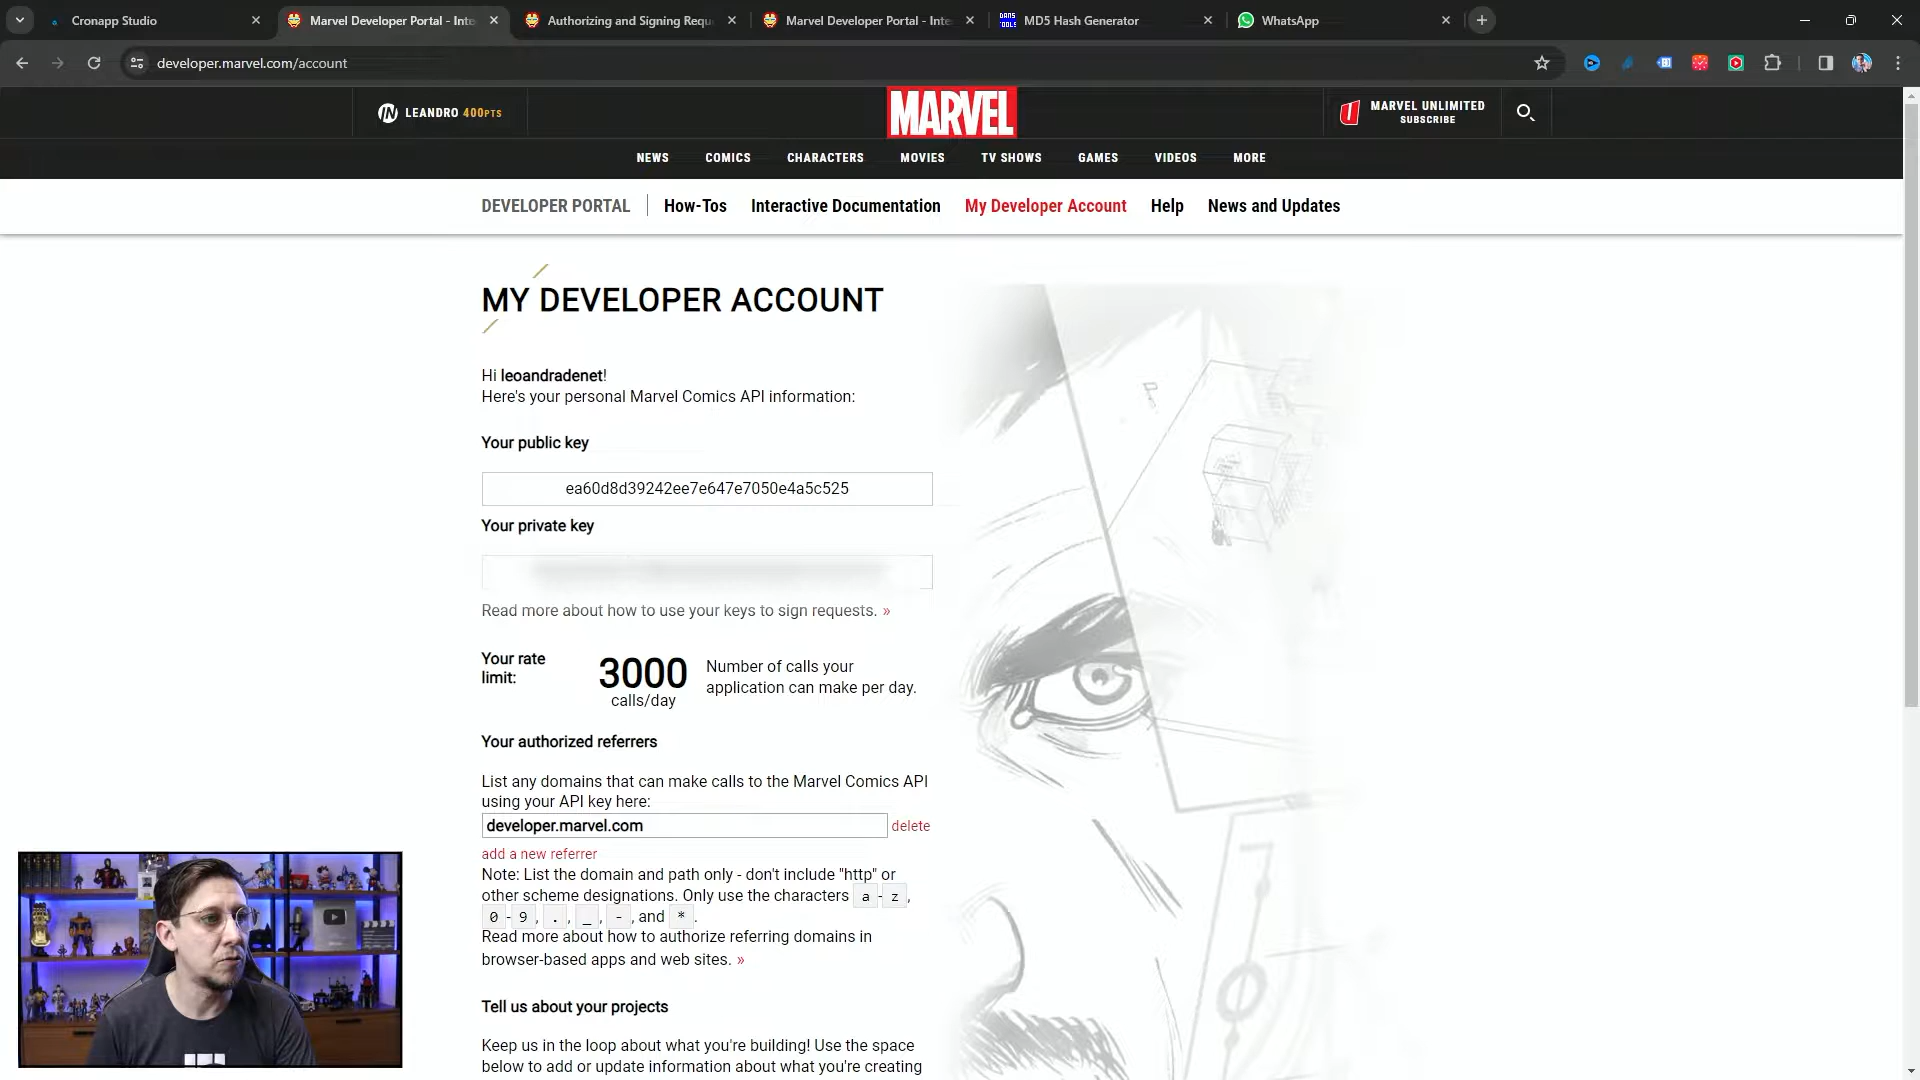 Cronapp Studio
Marvel Developer Portal - Inte
Authorizing and Signing Requ
Marvel Developer Portal - Inte
MD5 Hash Generator
WhatsApp
developer.marvel.com/account
LEANDRO 400PTS
MARVEL
MARVEL UNLIMITED
SUBSCRIBE
NEWS COMICS CHARACTERS MOVIES TV SHOWS GAMES VIDEOS MORE
DEVELOPER PORTAL How-Tos Interactive Documentation My Developer Account Help News and Updates
MY DEVELOPER ACCOUNT
Hi leoandradenet!
Here's your personal Marvel Comics API information:
Your public key
ea60d8d39242ee7e647e7050e4a5c525
Your private key
Read more about how to use your keys to sign requests. »
Your rate
limit:
3000
calls/day
Number of calls your
application can make per day.
Your authorized referrers
List any domains that can make calls to the Marvel Comics API
using your API key here:
developer.marvel.com delete
add a new referrer
Note: List the domain and path only - don't include "http" or
other scheme designations. Only use the characters a-z,
0-9, ., _, -, and *.
Read more about how to authorize referring domains in
browser-based apps and web sites. »
Tell us about your projects
Keep us in the loop about what you're building! Use the space
below to add or update information about what you're creating